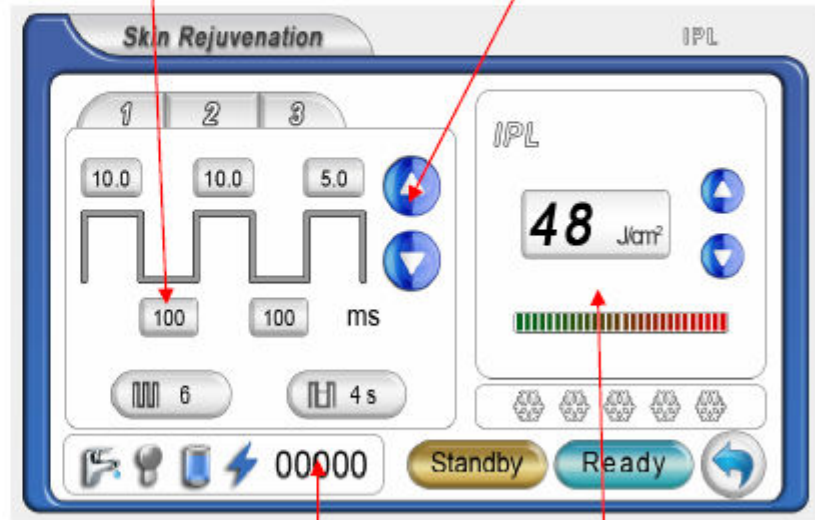 Skin Rejuvenation IPL
1 2 3
IPL
10.0 10.0 5.0
48 J/cm²
100 100 ms
6 4 s
00000 Standby Ready